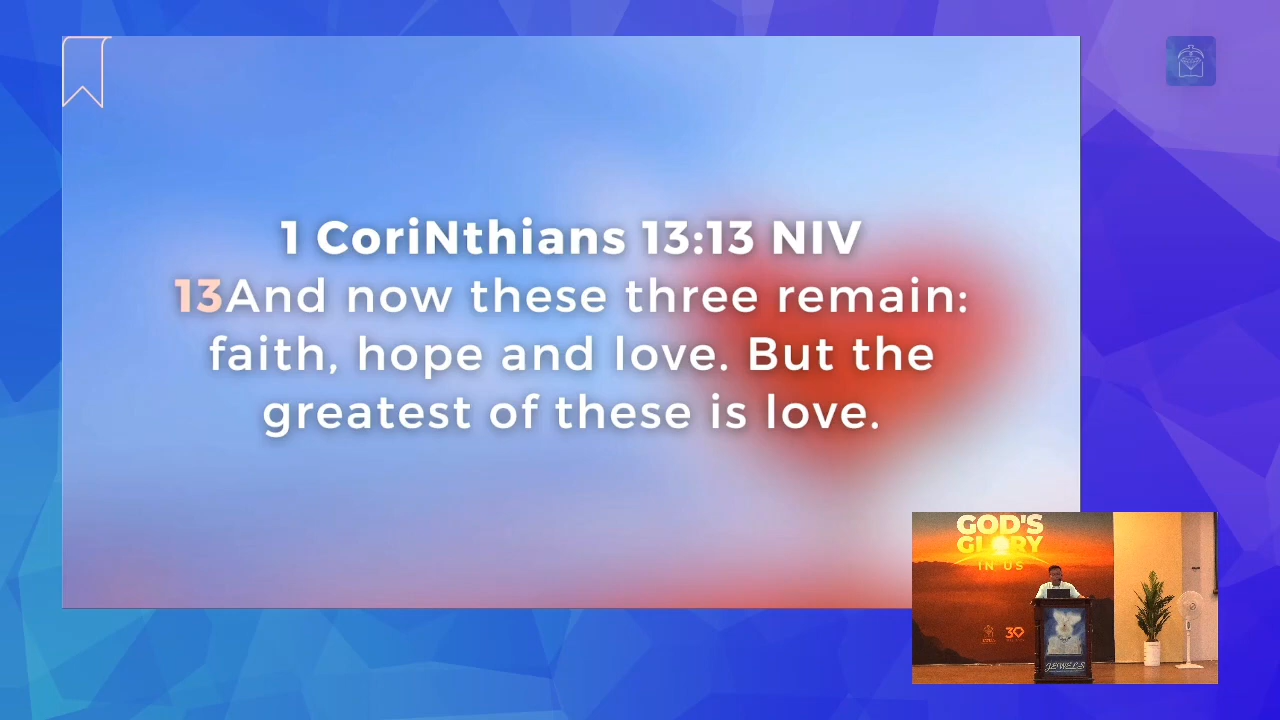 1 CoriNthians 13:13 NIV
13And now these three remain:
faith, hope and love. But the
greatest of these is love.
GOD'S
GLORY
IN US
30
JEWELS